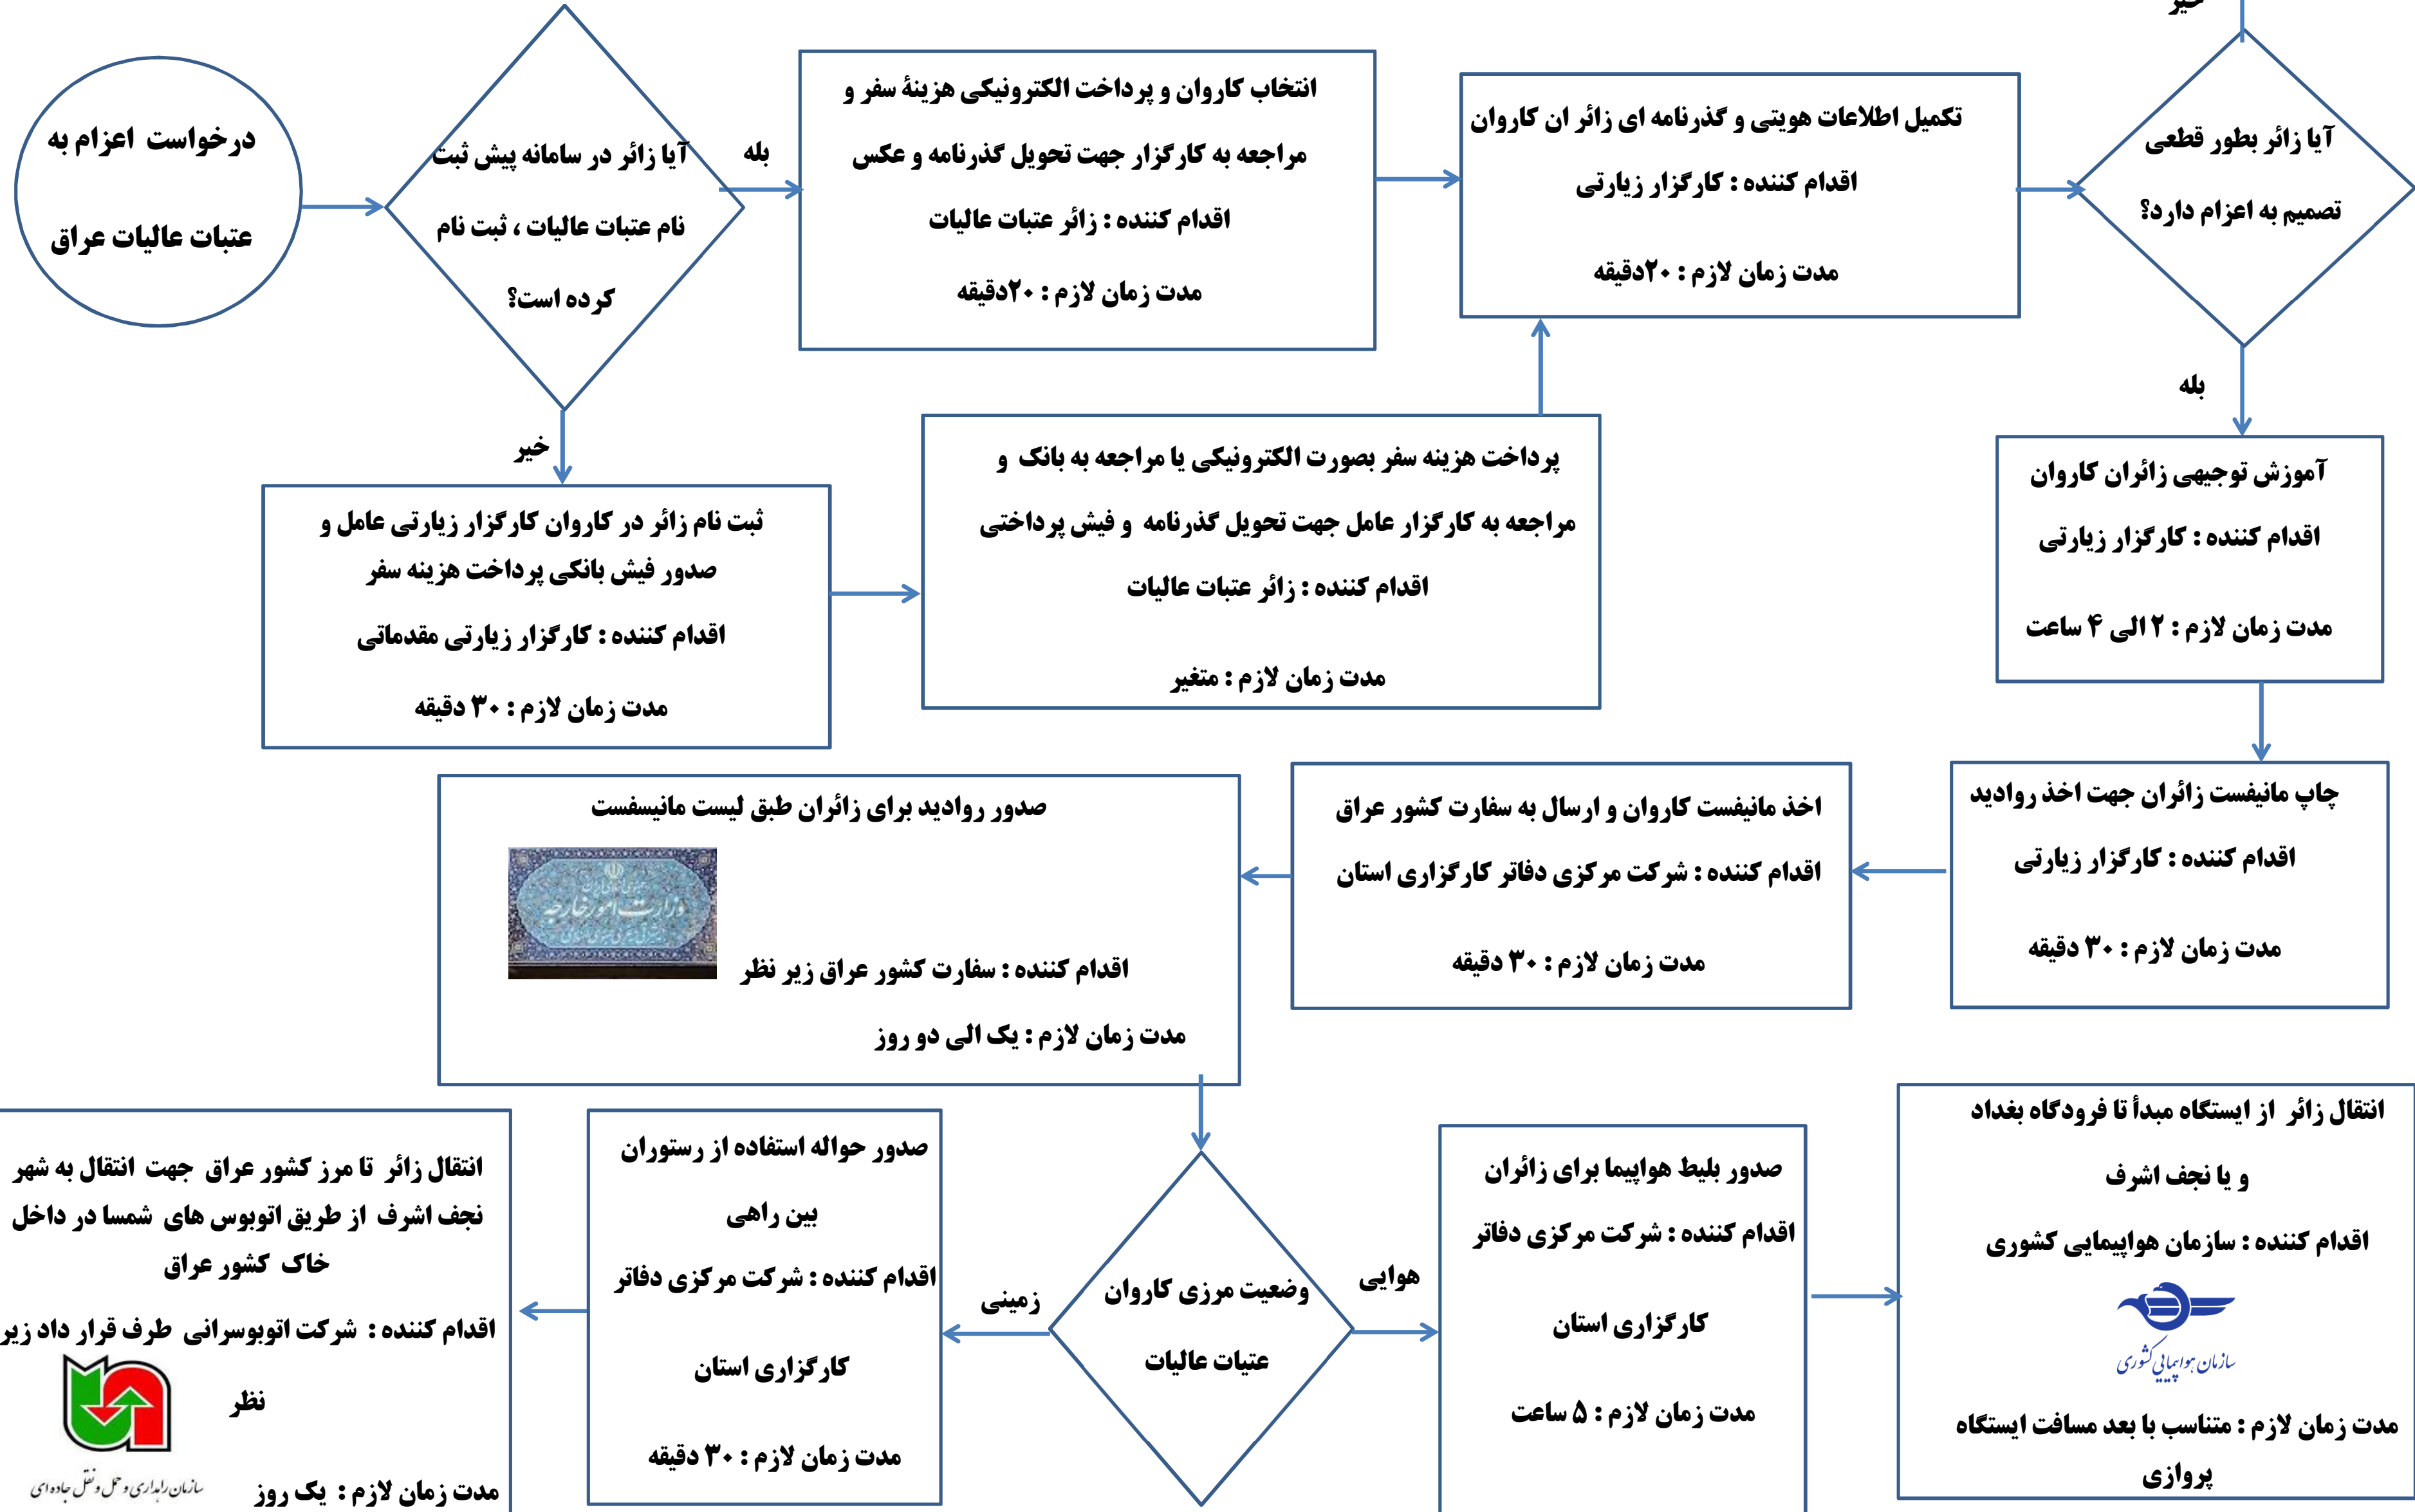 درخواست اعزام به
عتبات عالیات عراق
آیا زائر در سامانه پیش ثبت
نام عتبات عالیات ، ثبت نام
کرده است؟
بله
انتخاب کاروان و پرداخت الکترونیکی هزینهٔ سفر و
مراجعه به کارگزار جهت تحویل گذرنامه و عکس
اقدام کننده : زائر عتبات عالیات
مدت زمان لازم : ۲۰دقیقه
تکمیل اطلاعات هویتی و گذرنامه ای زائر ان کاروان
اقدام کننده : کارگزار زیارتی
مدت زمان لازم : ۲۰دقیقه
خیر
آیا زائر بطور قطعی
تصمیم به اعزام دارد؟
بله
خیر
ثبت نام زائر در کاروان کارگزار زیارتی عامل و
صدور فیش بانکی پرداخت هزینه سفر
اقدام کننده : کارگزار زیارتی مقدماتی
مدت زمان لازم : ۳۰ دقیقه
پرداخت هزینه سفر بصورت الکترونیکی یا مراجعه به بانک و
مراجعه به کارگزار عامل جهت تحویل گذرنامه و فیش پرداختی
اقدام کننده : زائر عتبات عالیات
مدت زمان لازم : متغیر
آموزش توجیهی زائران کاروان
اقدام کننده : کارگزار زیارتی
مدت زمان لازم : ۲ الی ۴ ساعت
چاپ مانیفست زائران جهت اخذ روادید
اقدام کننده : کارگزار زیارتی
مدت زمان لازم : ۳۰ دقیقه
اخذ مانیفست کاروان و ارسال به سفارت کشور عراق
اقدام کننده : شرکت مرکزی دفاتر کارگزاری استان
مدت زمان لازم : ۳۰ دقیقه
صدور روادید برای زائران طبق لیست مانیسفست
وزارت امور خارجه
اقدام کننده : سفارت کشور عراق زیر نظر
مدت زمان لازم : یک الی دو روز
وضعیت مرزی کاروان
عتبات عالیات
هوایی
صدور بلیط هواپیما برای زائران
اقدام کننده : شرکت مرکزی دفاتر
کارگزاری استان
مدت زمان لازم : ۵ ساعت
انتقال زائر از ایستگاه مبدأ تا فرودگاه بغداد
و یا نجف اشرف
اقدام کننده : سازمان هواپیمایی کشوری
سازمان هواپیمایی کشوری
مدت زمان لازم : متناسب با بعد مسافت ایستگاه
پروازی
زمینی
صدور حواله استفاده از رستوران
بین راهی
اقدام کننده : شرکت مرکزی دفاتر
کارگزاری استان
مدت زمان لازم : ۳۰ دقیقه
انتقال زائر تا مرز کشور عراق جهت انتقال به شهر
نجف اشرف از طریق اتوبوس های شمسا در داخل
خاک کشور عراق
اقدام کننده : شرکت اتوبوسرانی طرف قرار داد زیر
نظر
سازمان راهداری و حمل و نقل جاده ای
مدت زمان لازم : یک روز